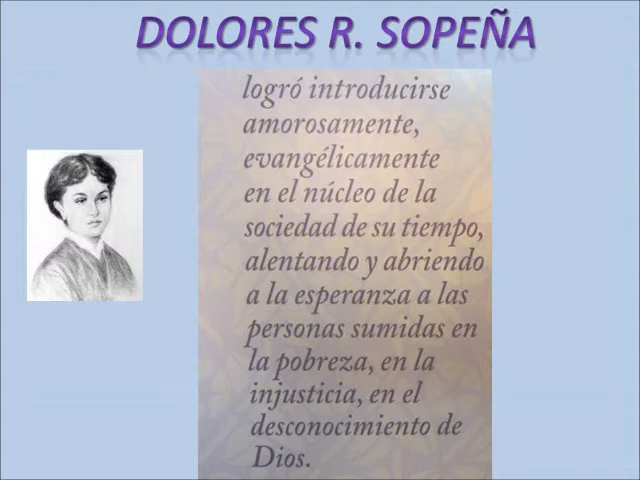 DOLORES R. SOPEÑA
logró introducirse
amorosamente,
evangélicamente
en el núcleo de la
sociedad de su tiempo,
alentando y abriendo
a la esperanza a las
personas sumidas en
la pobreza, en la
injusticia, en el
desconocimiento de
Dios.